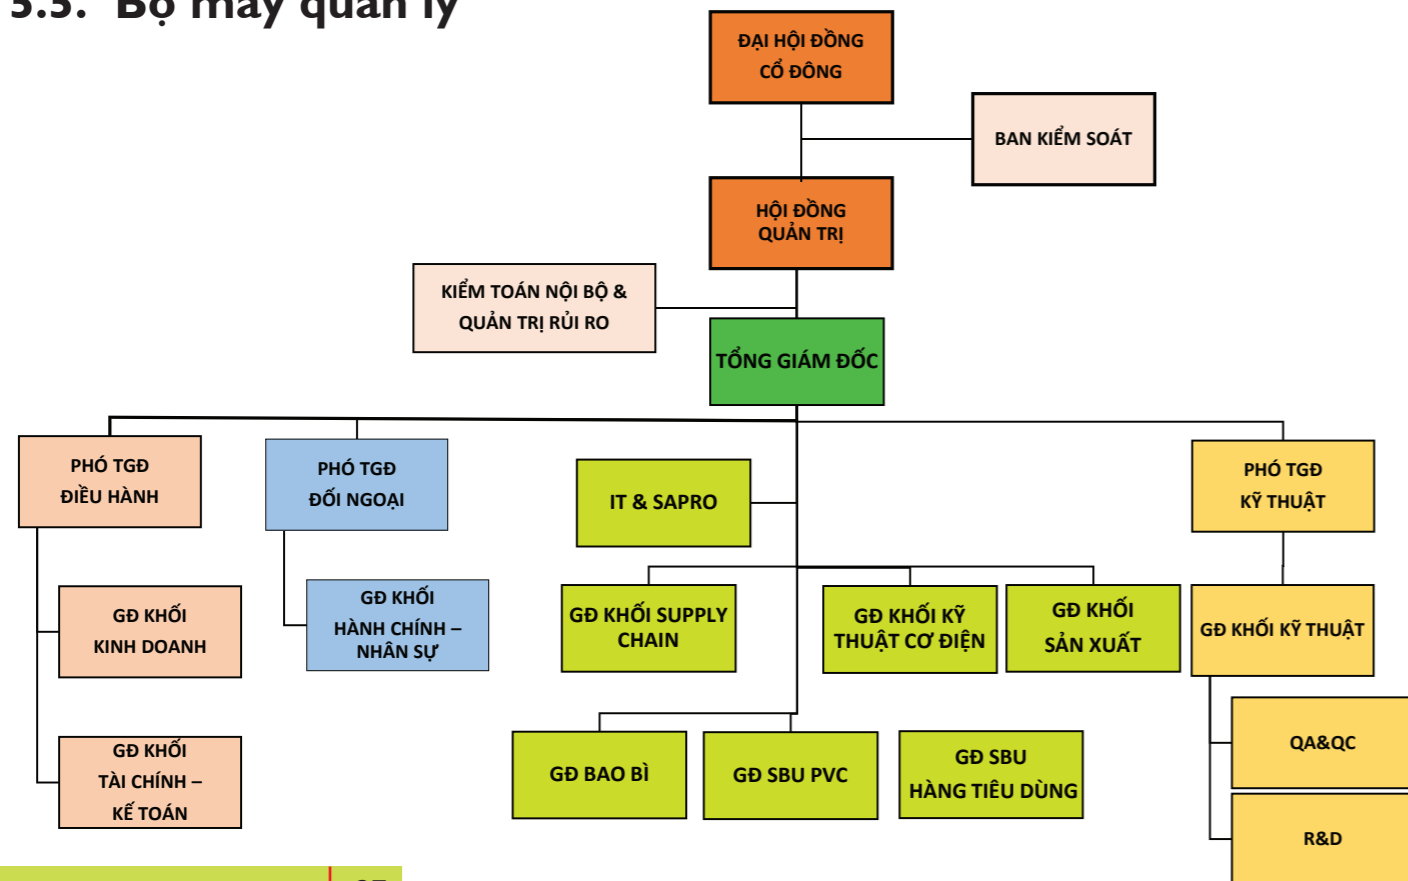 5.5. Bộ máy quản lý
ĐẠI HỘI ĐỒNG
CỔ ĐÔNG
BAN KIỂM SOÁT
HỘI ĐỒNG
QUẢN TRỊ
KIỂM TOÁN NỘI BỘ &
QUẢN TRỊ RỦI RO
TỔNG GIÁM ĐỐC
PHÓ TGĐ
ĐIỀU HÀNH
PHÓ TGĐ
ĐỐI NGOẠI
IT & SAPRO
PHÓ TGĐ
KỸ THUẬT
GĐ KHỐI
KINH DOANH
GĐ KHỐI
HÀNH CHÍNH –
NHÂN SỰ
GĐ KHỐI SUPPLY
CHAIN
GĐ KHỐI KỸ
THUẬT CƠ ĐIỆN
GĐ KHỐI
SẢN XUẤT
GĐ KHỐI KỸ THUẬT
GĐ KHỐI
TÀI CHÍNH –
KẾ TOÁN
GĐ BAO BÌ
GĐ SBU PVC
GĐ SBU
HÀNG TIÊU DÙNG
QA&QC
R&D